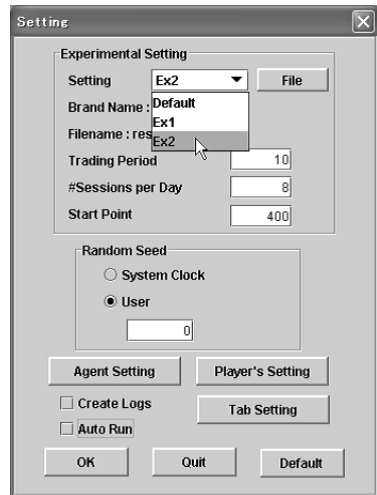 Setting
Experimental Setting
Setting Ex2 File
Brand Name : Default
Ex1
Filename : res Ex2
Trading Period 10
#Sessions per Day 8
Start Point 400
Random Seed
System Clock
User
0
Agent Setting Player's Setting
Create Logs Tab Setting
Auto Run
OK Quit Default